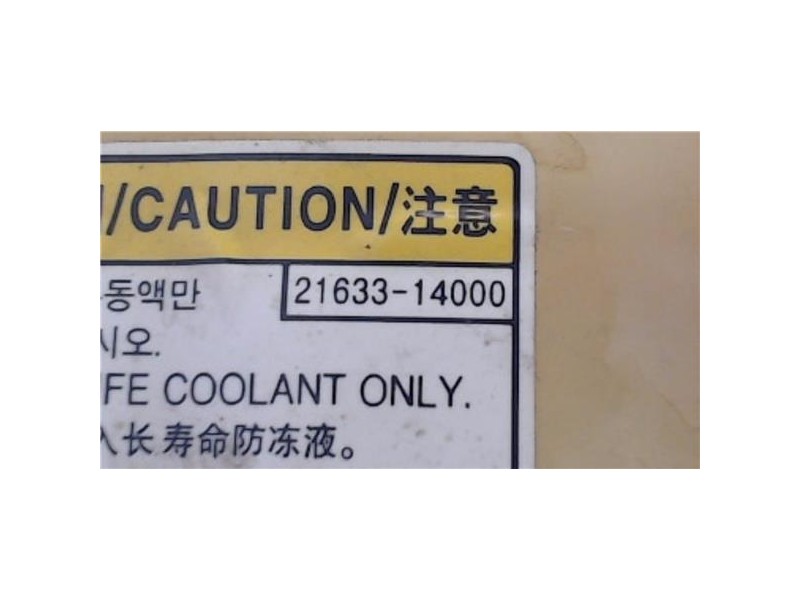 /CAUTION/注意
동액만 21633-14000
시오.
FE COOLANT ONLY.
入长寿命防冻液。